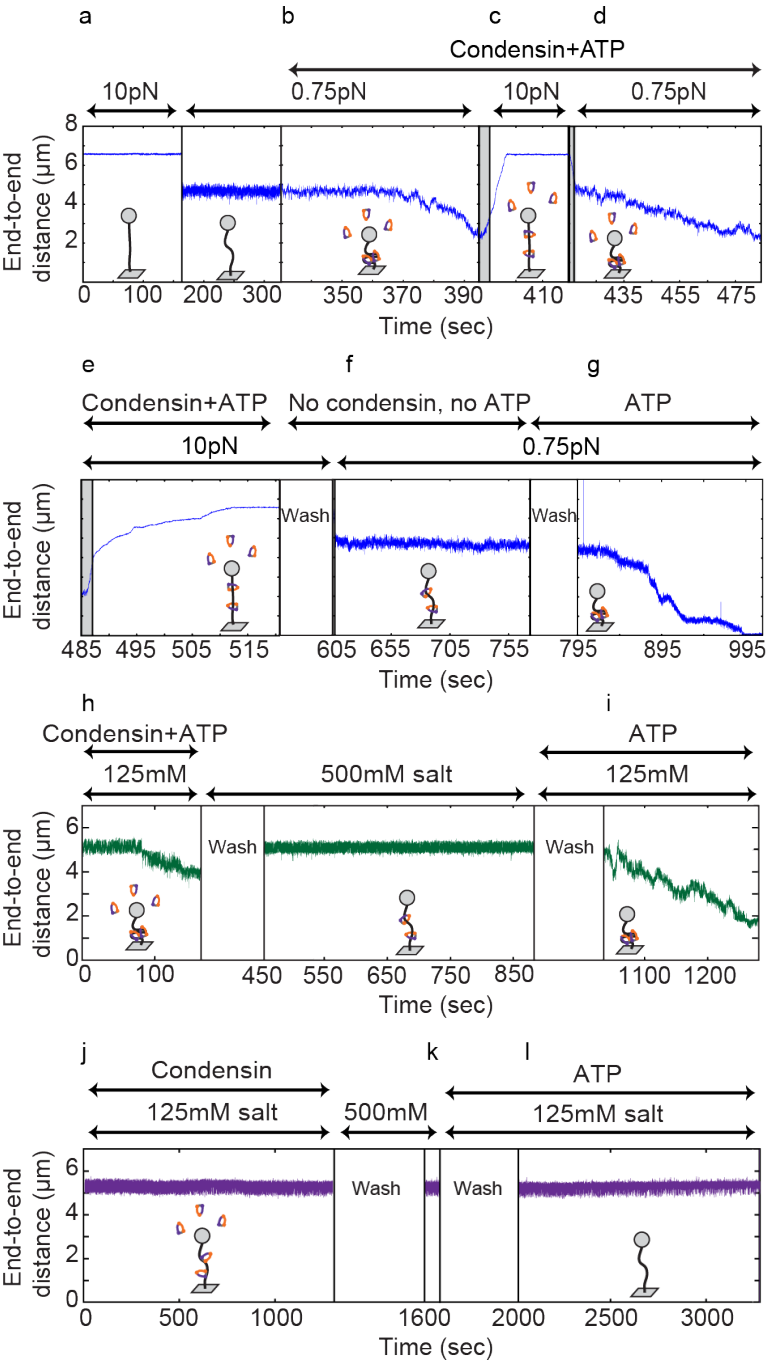 a b c d
Condensin+ATP
10pN 0.75pN 10pN 0.75pN
8
6
4
2
End-to-end
distance (μm)
0 100 200 300 350 370 390 410 435 455 475
Time (sec)
e f g
Condensin+ATP No condensin, no ATP ATP
10pN 0.75pN
Wash Wash
End-to-end
distance (μm)
485 495 505 515 605 655 705 755 795 895 995
Time (sec)
h i
Condensin+ATP ATP
125mM 500mM salt 125mM
6
4
2
0
Wash Wash
End-to-end
distance (μm)
0 100 450 550 650 750 850 1100 1200
Time (sec)
j k l
Condensin ATP
125mM salt 500mM 125mM salt
6
4
2
0
Wash Wash
End-to-end
distance (μm)
0 500 1000 1600 2000 2500 3000
Time (sec)